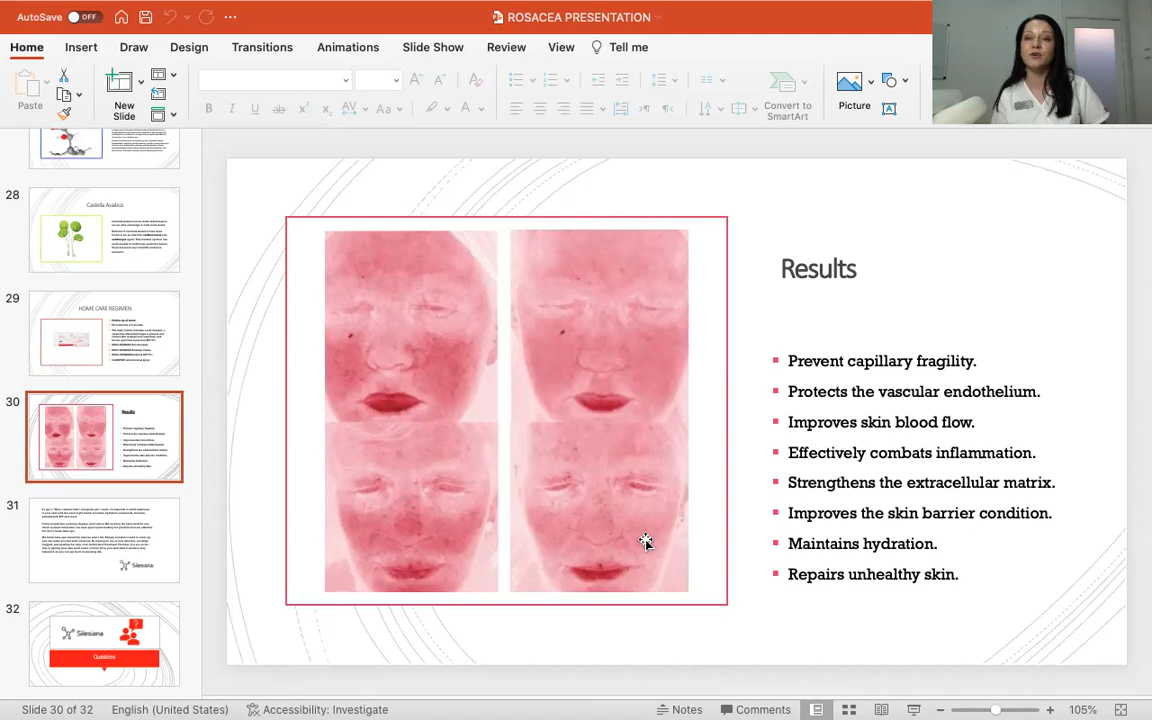 AutoSave OFF
ROSACEA PRESENTATION
Home Insert Draw Design Transitions Animations Slide Show Review View Tell me
Paste
New
Slide
Convert to
SmartArt
Picture
28
29
HOME CARE REGIMEN
30
Results
31
Silesiana
32
Silesiana
?
Questions
Results
Prevent capillary fragility.
Protects the vascular endothelium.
Improves skin blood flow.
Effectively combats inflammation.
Strengthens the extracellular matrix.
Improves the skin barrier condition.
Maintains hydration.
Repairs unhealthy skin.
Slide 30 of 32 English (United States) Accessibility: Investigate Notes Comments 105%